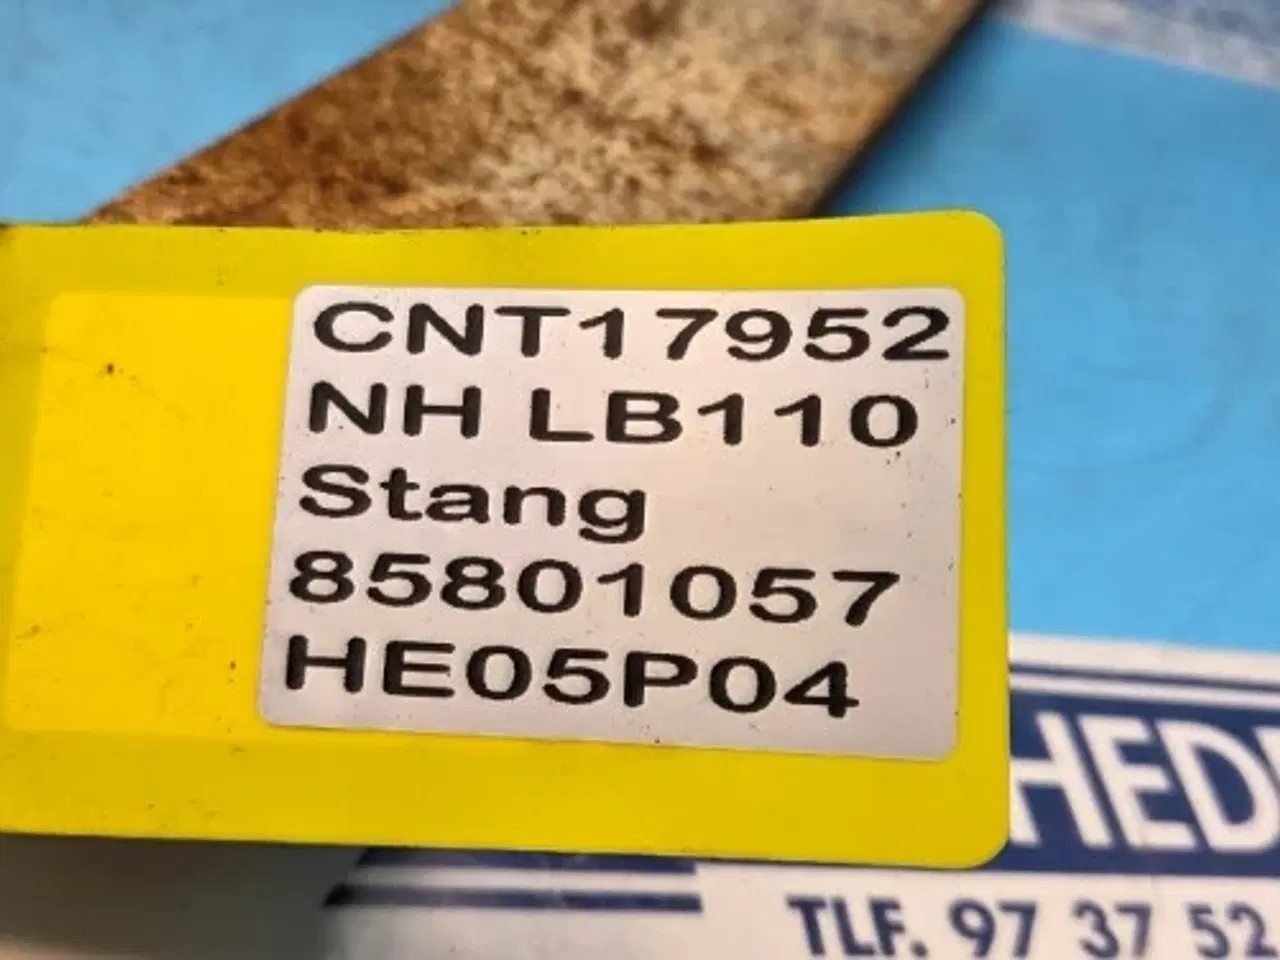 CNT17952
NH LB110
Stang
85801057
HE05P04
TLF. 97 37 52